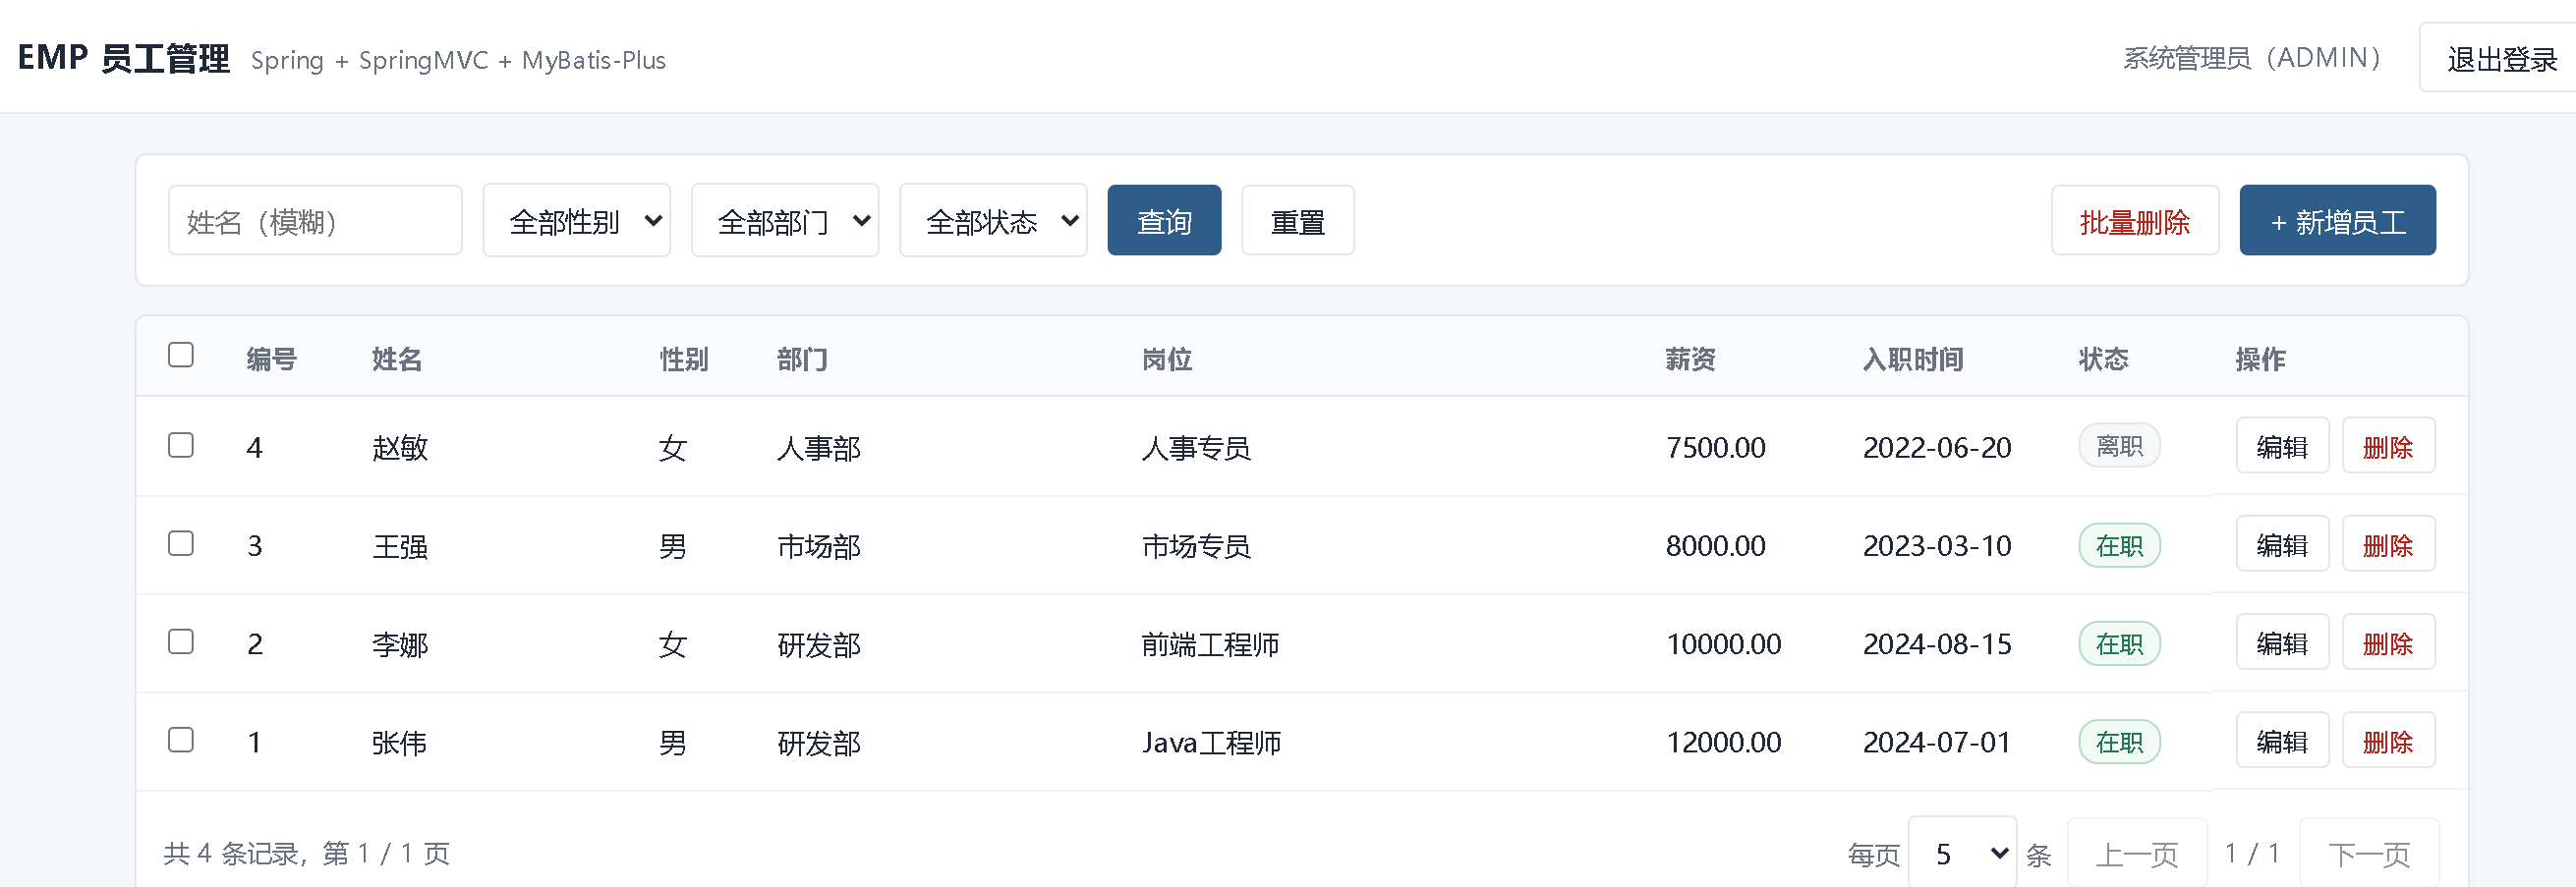 EMP 员工管理 Spring + SpringMVC + MyBatis-Plus 系统管理员（ADMIN） 退出登录
姓名（模糊） 全部性别 全部部门 全部状态 查询 重置 批量删除 + 新增员工
编号 姓名 性别 部门 岗位 薪资 入职时间 状态 操作
4 赵敏 女 人事部 人事专员 7500.00 2022-06-20 离职 编辑 删除
3 王强 男 市场部 市场专员 8000.00 2023-03-10 在职 编辑 删除
2 李娜 女 研发部 前端工程师 10000.00 2024-08-15 在职 编辑 删除
1 张伟 男 研发部 Java工程师 12000.00 2024-07-01 在职 编辑 删除
共 4 条记录，第 1 / 1 页 每页 5 条 上一页 1 / 1 下一页